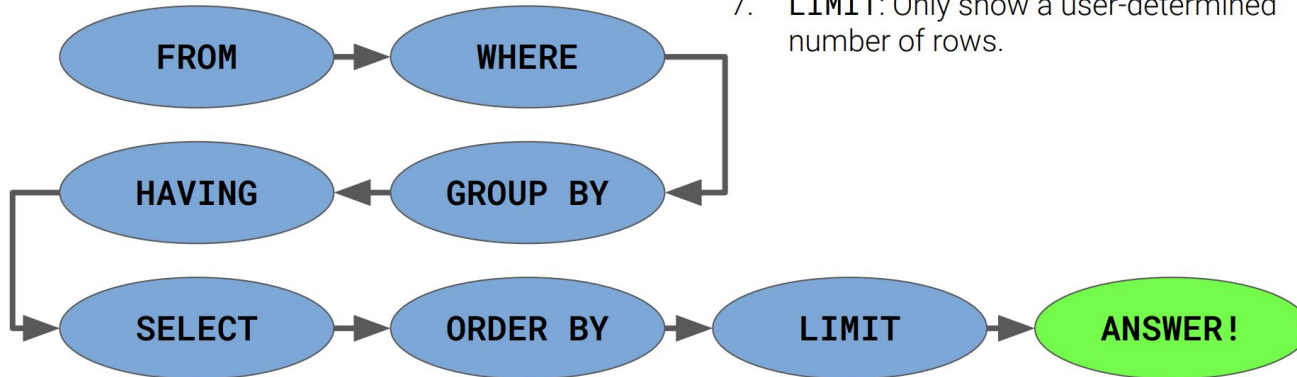 7. LIMIT: Only show a user-determined
number of rows.
FROM
WHERE
HAVING
GROUP BY
SELECT
ORDER BY
LIMIT
ANSWER!